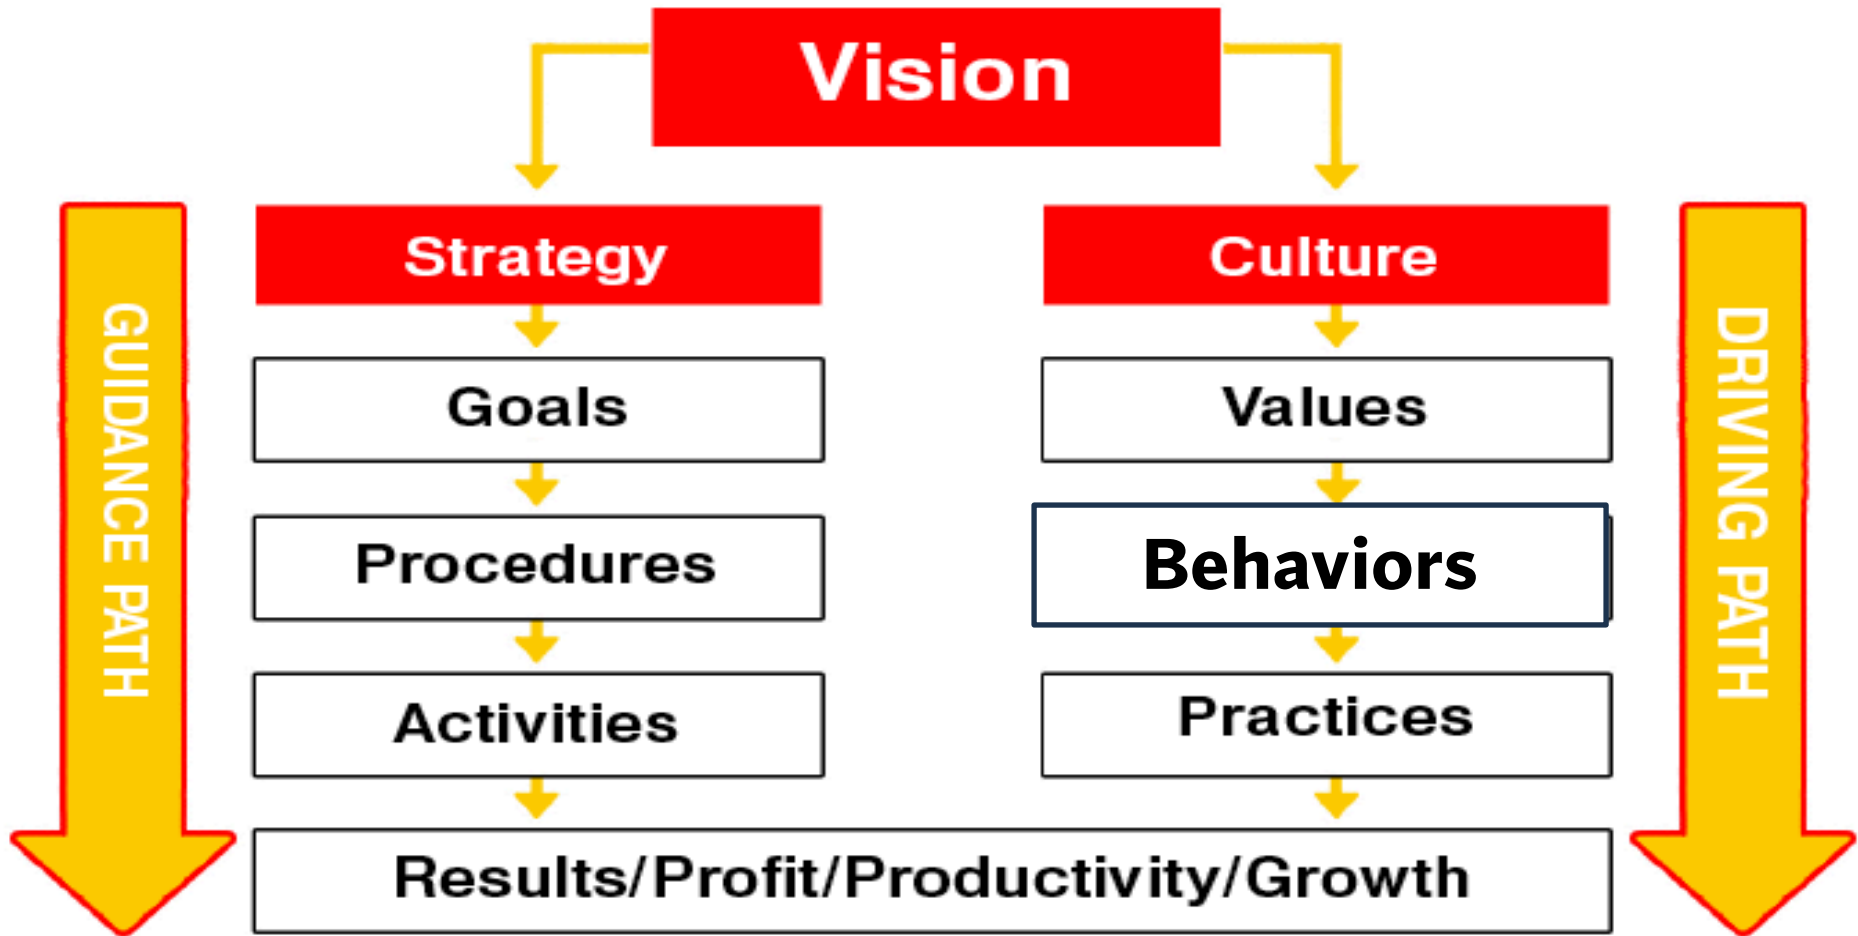 Vision
Strategy
Culture
GUIDANCE PATH
DRIVING PATH
Goals
Values
Procedures
Behaviors
Activities
Practices
Results/Profit/Productivity/Growth